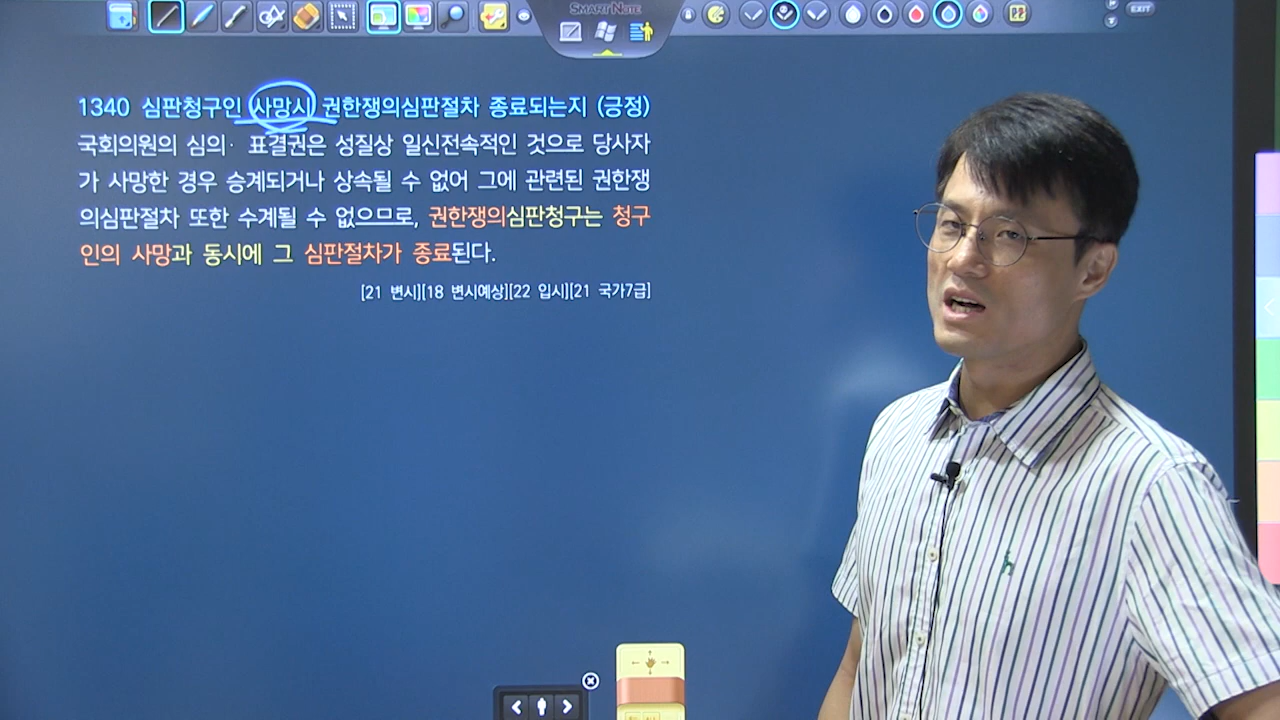 SMART NOTE
EXIT
1340 심판청구인 사망시 권한쟁의심판절차 종료되는지 (긍정)
국회의원의 심의· 표결권은 성질상 일신전속적인 것으로 당사자
가 사망한 경우 승계되거나 상속될 수 없어 그에 관련된 권한쟁
의심판절차 또한 수계될 수 없으므로, 권한쟁의심판청구는 청구
인의 사망과 동시에 그 심판절차가 종료된다.
[21 변시][18 변시예상][22 입시][21 국가7급]